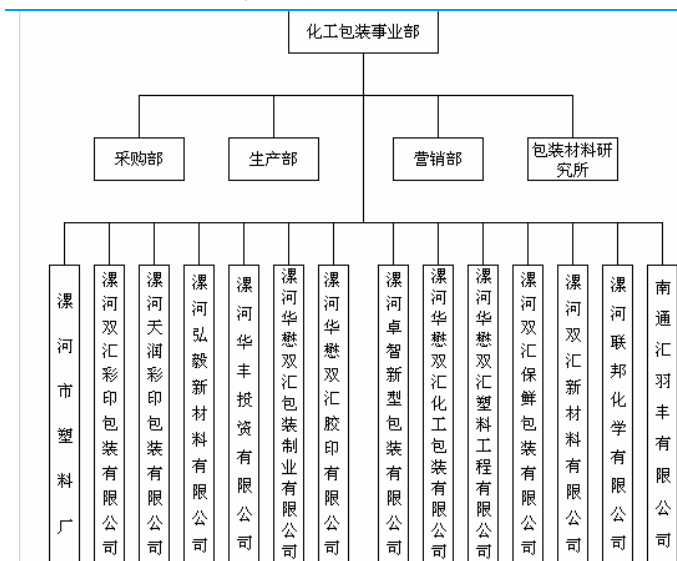 化工包装事业部
采购部
生产部
营销部
包装材料研
究所
漯河市塑料厂
漯河双汇彩印包装有限公司
漯河天润彩印包装有限公司
漯河弘毅新材料有限公司
漯河华丰投资有限公司
漯河华懋双汇包装制业有限公司
漯河华懋双汇胶印有限公司
漯河卓智新型包装有限公司
漯河华懋双汇化工包装有限公司
漯河华懋双汇塑料工程有限公司
漯河双汇保鲜包装有限公司
漯河双汇新材料有限公司
漯河联邦化学有限公司
南通汇羽丰有限公司